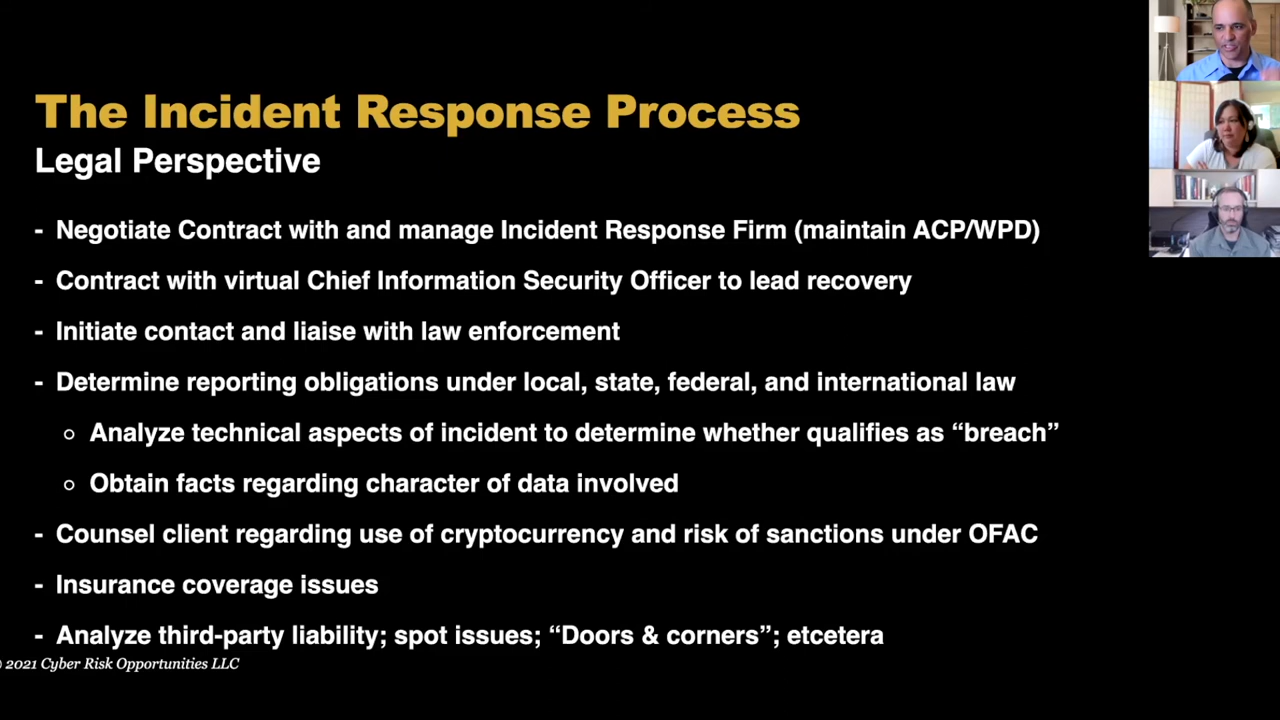 The Incident Response Process
Legal Perspective
- Negotiate Contract with and manage Incident Response Firm (maintain ACP/WPD)
- Contract with virtual Chief Information Security Officer to lead recovery
- Initiate contact and liaise with law enforcement
- Determine reporting obligations under local, state, federal, and international law
○ Analyze technical aspects of incident to determine whether qualifies as “breach”
○ Obtain facts regarding character of data involved
- Counsel client regarding use of cryptocurrency and risk of sanctions under OFAC
- Insurance coverage issues
- Analyze third-party liability; spot issues; “Doors & corners”; etcetera
© 2021 Cyber Risk Opportunities LLC